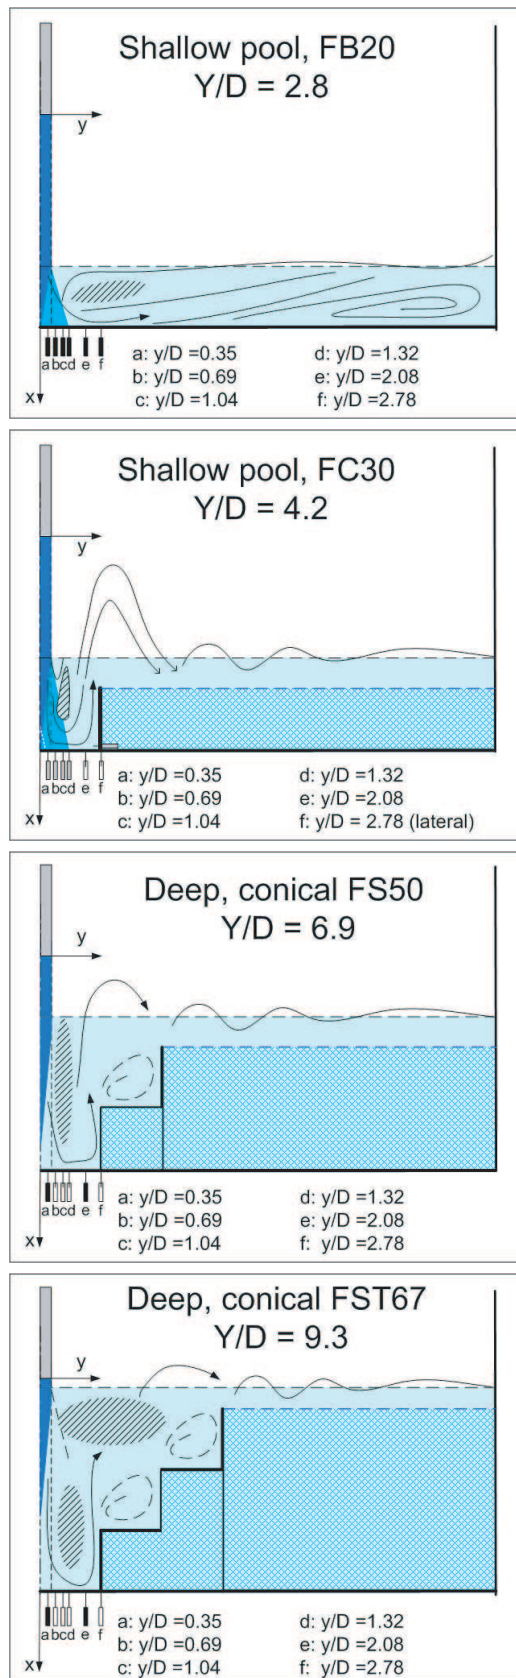 Shallow pool, FB20
Y/D = 2.8
y
a b c d e f
x
a: y/D=0.35 d: y/D=1.32
b: y/D=0.69 e: y/D=2.08
c: y/D=1.04 f: y/D=2.78
Shallow pool, FC30
Y/D = 4.2
y
a b c d e f
x
a: y/D =0.35 d: y/D=1.32
b: y/D =0.69 e: y/D=2.08
c: y/D =1.04 f: y/D = 2.78 (lateral)
Deep, conical FS50
Y/D = 6.9
y
a b c d e f
x
a: y/D =0.35 d: y/D=1.32
b: y/D =0.69 e: y/D=2.08
c: y/D =1.04 f: y/D =2.78
Deep, conical FST67
Y/D = 9.3
y
a b c d e f
x
a: y/D =0.35 d: y/D=1.32
b: y/D =0.69 e: y/D=2.08
c: y/D =1.04 f: y/D =2.78